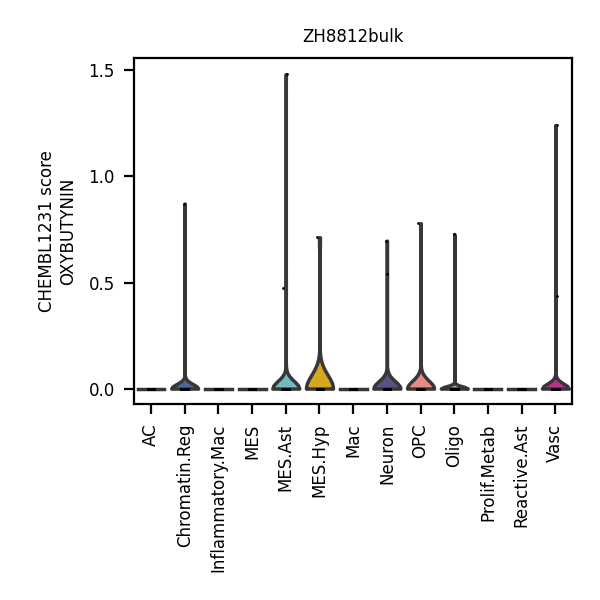 ZH8812bulk
CHEMBL1231 score
OXYBUTYNIN
1.5
1.0
0.5
0.0
AC
Chromatin.Reg
Inflammatory.Mac
MES
MES.Ast
MES.Hyp
Mac
Neuron
OPC
Oligo
Prolif.Metab
Reactive.Ast
Vasc